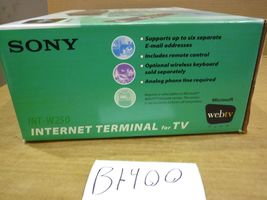 SONY
• Supports up to six separate
E-mail addresses
• Includes remote control
• Optional wireless keyboard
sold separately
• Analog phone line required
Microsoft
webtv
INT-W250
INTERNET TERMINAL for TV
Bt400